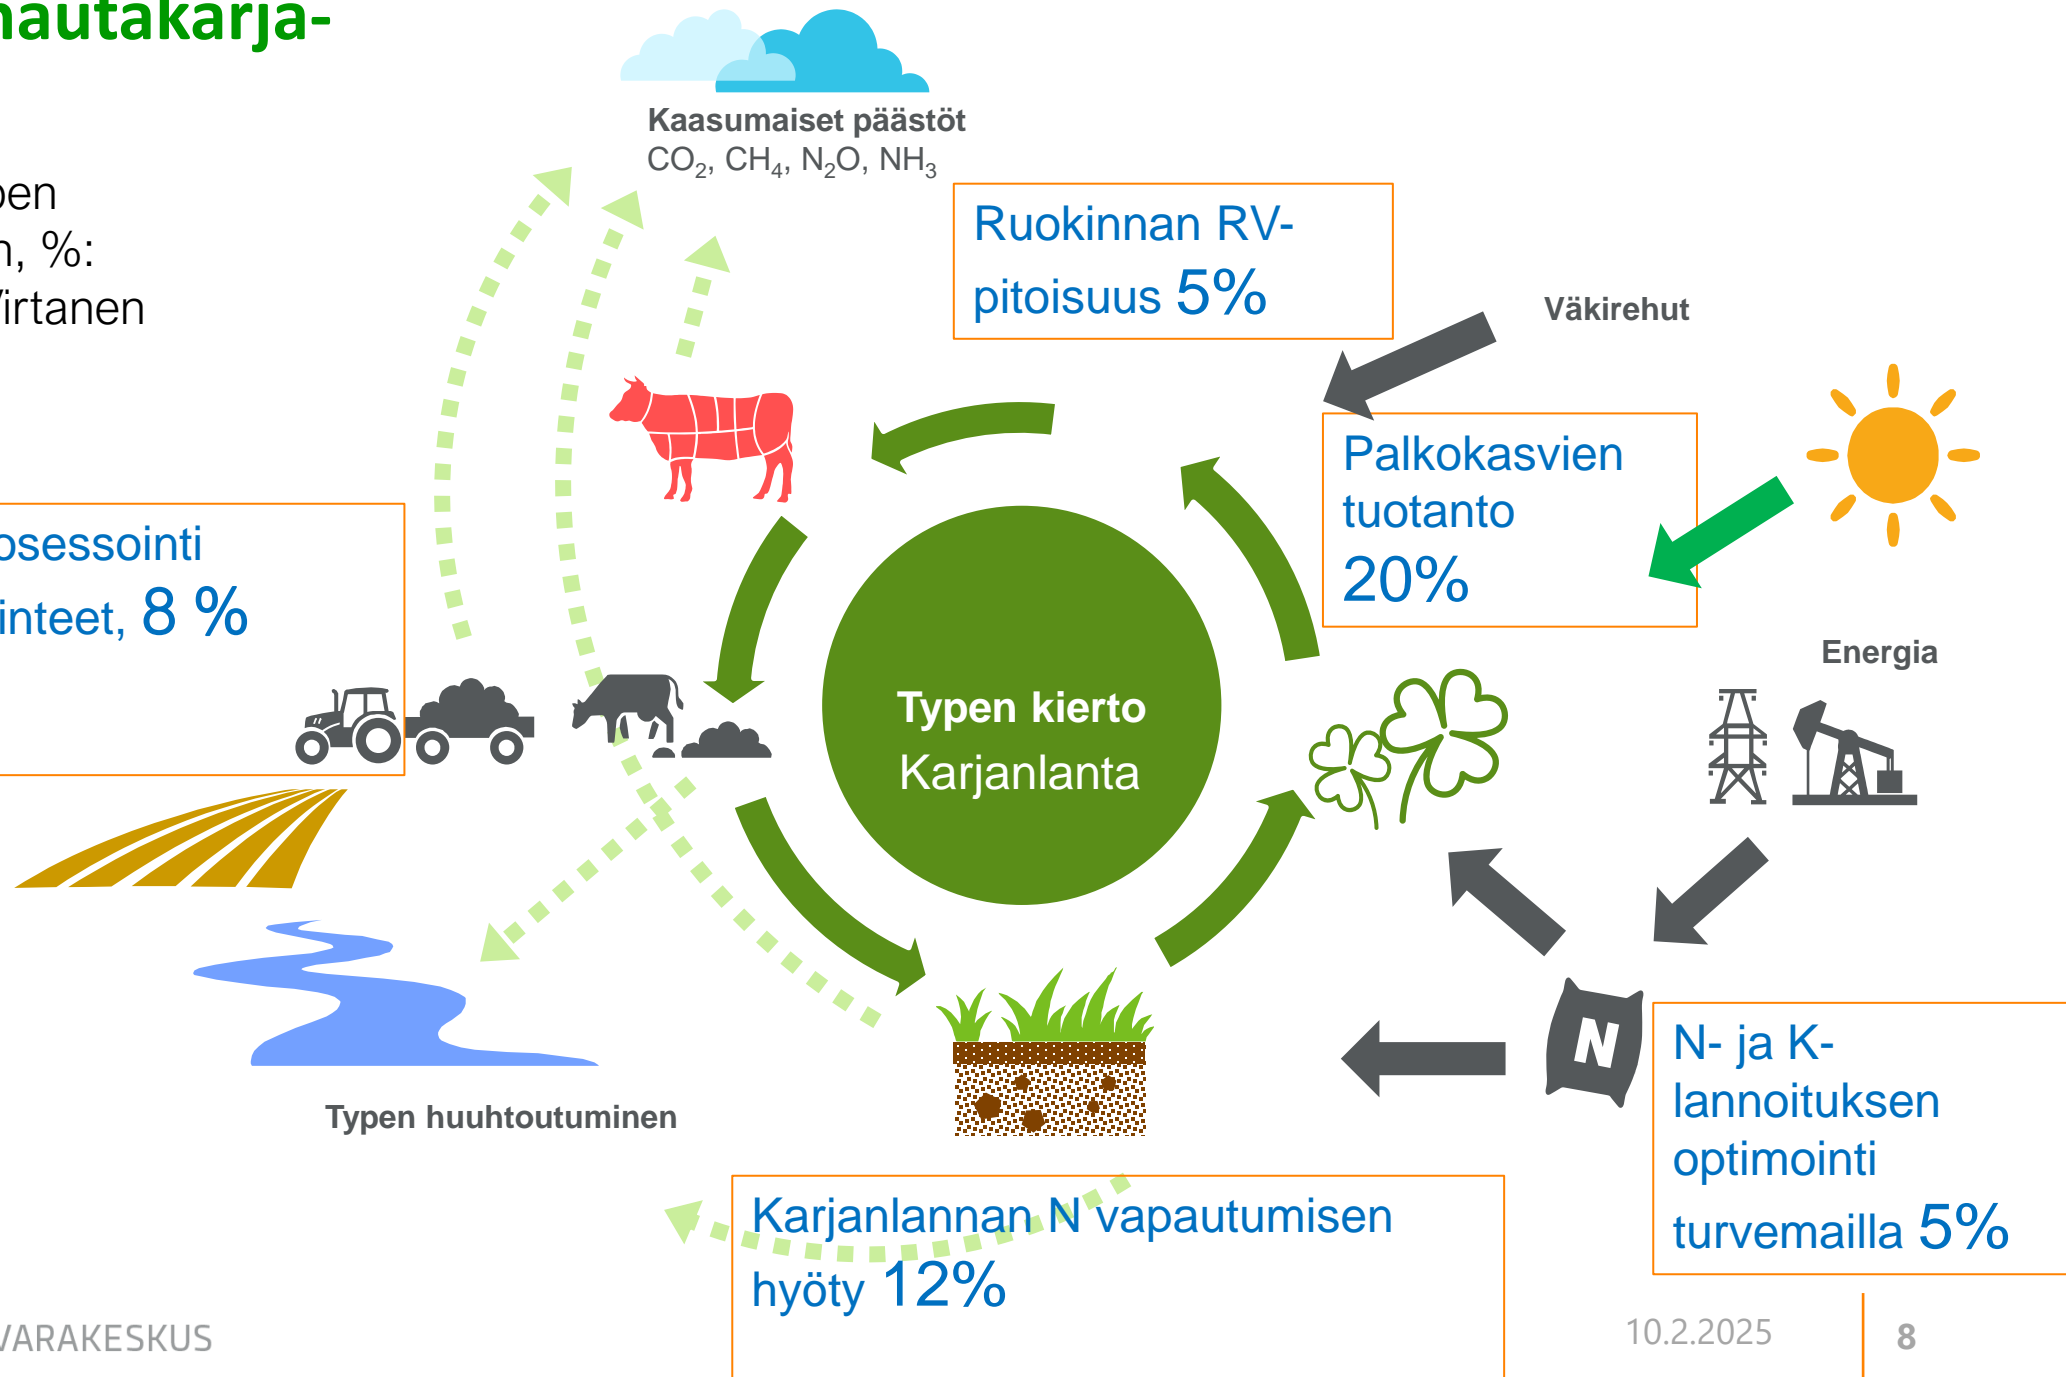 nautakarja-
Kaasumaiset päästöt
CO₂, CH₄, N₂O, NH₃
pen
n, %:
Virtanen
Ruokinnan RV-
pitoisuus 5%
Väkirehut
Palkokasvien
tuotanto
20%
osessointi
inteet, 8 %
Energia
Typen kierto
Karjanlanta
N
N- ja K-
lannoituksen
optimointi
turvemailla 5%
Typen huuhtoutuminen
Karjanlannan N vapautumisen
hyöty 12%
VARAKESKUS
10.2.2025
8